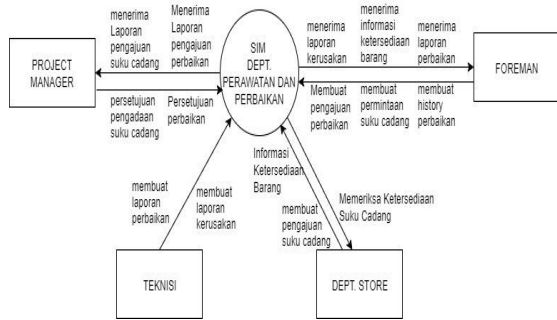 menerima
Laporan
pengajuan
suku cadang
Menerima
Laporan
pengajuan
perbaikan
PROJECT
MANAGER
persetujuan
pengadaan
suku cadang
Persetujuan
perbaikan
SIM
DEPT.
PERAWATAN DAN
PERBAIKAN
menerima
laporan
kerusakan
menerima
informasi
ketersediaan
barang
menerima
laporan
perbaikan
FOREMAN
Membuat
pengajuan
perbaikan
membuat
permintaan
suku cadang
membuat
history
perbaikan
membuat
laporan
perbaikan
membuat
laporan
kerusakan
Informasi
Ketersediaan
Barang
membuat
pengajuan
suku cadang
Memeriksa Ketersediaan
Suku Cadang
TEKNISI
DEPT. STORE